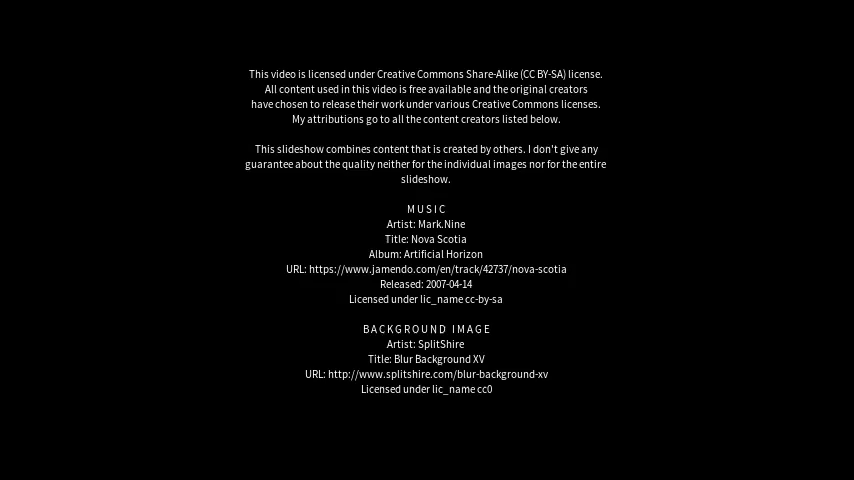 This video is licensed under Creative Commons Share-Alike (CC BY-SA) license.
All content used in this video is free available and the original creators
have chosen to release their work under various Creative Commons licenses.
My attributions go to all the content creators listed below.
This slideshow combines content that is created by others. I don't give any
guarantee about the quality neither for the individual images nor for the entire
slideshow.
MUSIC
Artist: Mark.Nine
Title: Nova Scotia
Album: Artificial Horizon
URL: https://www.jamendo.com/en/track/42737/nova-scotia
Released: 2007-04-14
Licensed under lic_name cc-by-sa
BACKGROUND IMAGE
Artist: SplitShire
Title: Blur Background XV
URL: http://www.splitshire.com/blur-background-xv
Licensed under lic_name cc0